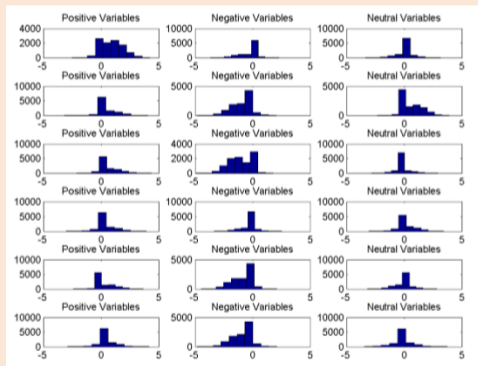 Positive Variables Negative Variables Neutral Variables
4000 10000 10000
2000 5000 5000
0 0 0
-5 0 5 -5 0 5 -5 0 5
Positive Variables Negative Variables Neutral Variables
10000 5000 5000
5000
0 0 0
-5 0 5 -5 0 5 -5 0 5
Positive Variables Negative Variables Neutral Variables
10000 4000 10000
5000 2000 5000
0 0 0
-5 0 5 -5 0 5 -5 0 5
Positive Variables Negative Variables Neutral Variables
10000 10000 10000
5000 5000 5000
0 0 0
-5 0 5 -5 0 5 -5 0 5
Positive Variables Negative Variables Neutral Variables
10000 5000 10000
5000 5000
0 0 0
-5 0 5 -5 0 5 -5 0 5
Positive Variables Negative Variables Neutral Variables
10000 5000 10000
5000 5000
0 0 0
-5 0 5 -5 0 5 -5 0 5